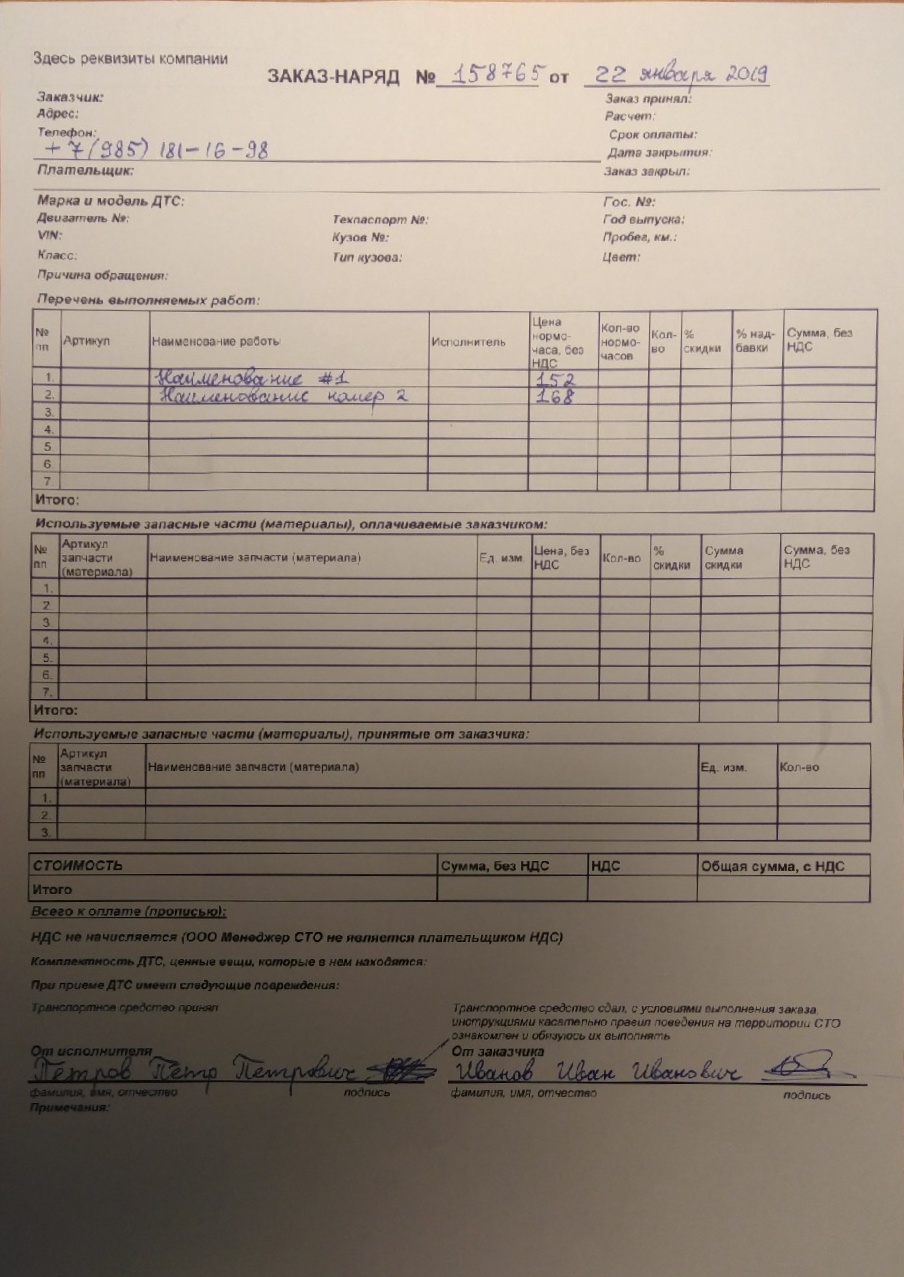 Здесь реквизиты компании
ЗАКАЗ-НАРЯД № 158765 от 22 января 2019
Заказчик: Заказ принял:
Адрес: Расчет:
Телефон: Срок оплаты:
+7(985) 181-16-98
Дата закрытия:
Плательщик: Заказ закрыл:
Марка и модель ДТС: Гос. №:
Двигатель №: Техпаспорт №: Год выпуска:
VIN: Кузов №: Пробег, км.:
Класс: Тип кузова: Цвет:
Причина обращения:
Перечень выполняемых работ:
№ пп Артикул Наименование работы Исполнитель Цена нормо-часа, без НДС Кол-во нормо-часов Кол-во % скидки % над-бавки Сумма, без НДС
1. Наименование #1 152
2. Наименование номер 2 168
3.
4.
5.
6.
7.
Итого:
Используемые запасные части (материалы), оплачиваемые заказчиком:
№ пп Артикул запчасти (материала) Наименование запчасти (материала) Ед. изм. Цена, без НДС Кол-во % скидки Сумма скидки Сумма, без НДС
1.
2.
3.
4.
5.
6.
7.
Итого:
Используемые запасные части (материалы), принятые от заказчика:
№ пп Артикул запчасти (материала) Наименование запчасти (материала) Ед. изм. Кол-во
1.
2.
3.
СТОИМОСТЬ Сумма, без НДС НДС Общая сумма, с НДС
Итого
Всего к оплате (прописью):
НДС не начисляется (ООО Менеджер СТО не является плательщиком НДС)
Комплектность ДТС, ценные вещи, которые в нем находятся:
При приеме ДТС имеет следующие повреждения:
Транспортное средство принял
Транспортное средство сдал, с условиями выполнения заказа,
инструкциями касательно правил поведения на территории СТО
ознакомлен и обязуюсь их выполнять
От исполнителя От заказчика
Петров Петр Петрович Иванов Иван Иванович
фамилия, имя, отчество подпись фамилия, имя, отчество подпись
Примечания: